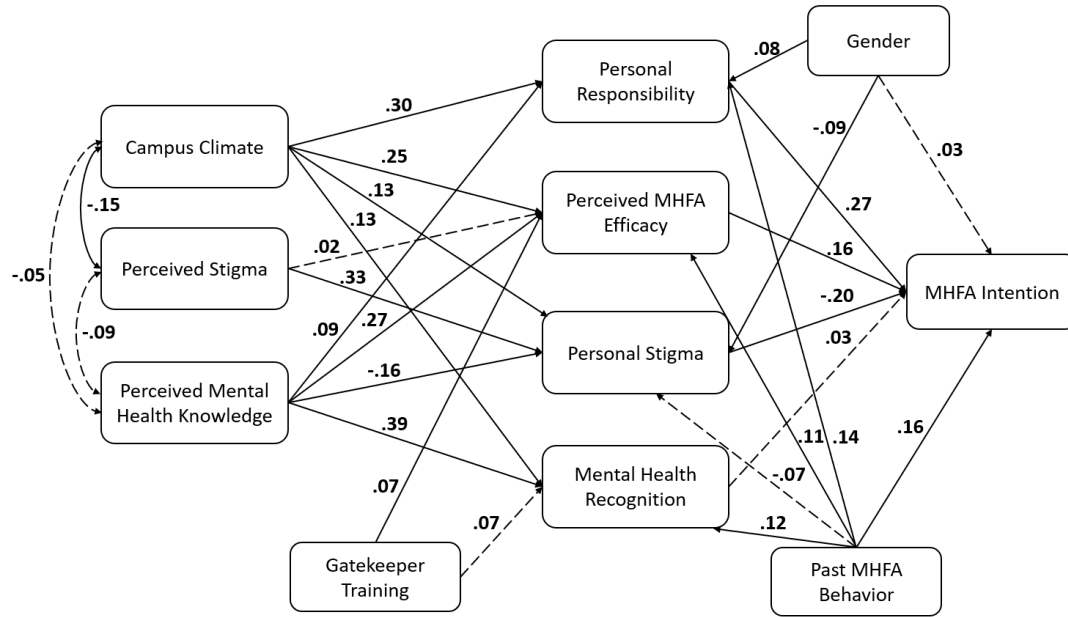 Gender
.08
Personal
Responsibility
.30
-.09
Campus Climate
.03
.25
Perceived MHFA
Efficacy
.13
-.15
.27
.13
.02
.16
Perceived Stigma
-.05
.33
MHFA Intention
-.20
.09
.27
-.09
.03
Personal Stigma
-.16
Perceived Mental
Health Knowledge
.39
.11
.14
.16
Mental Health
Recognition
-.07
.07
.07
.12
Gatekeeper
Training
Past MHFA
Behavior